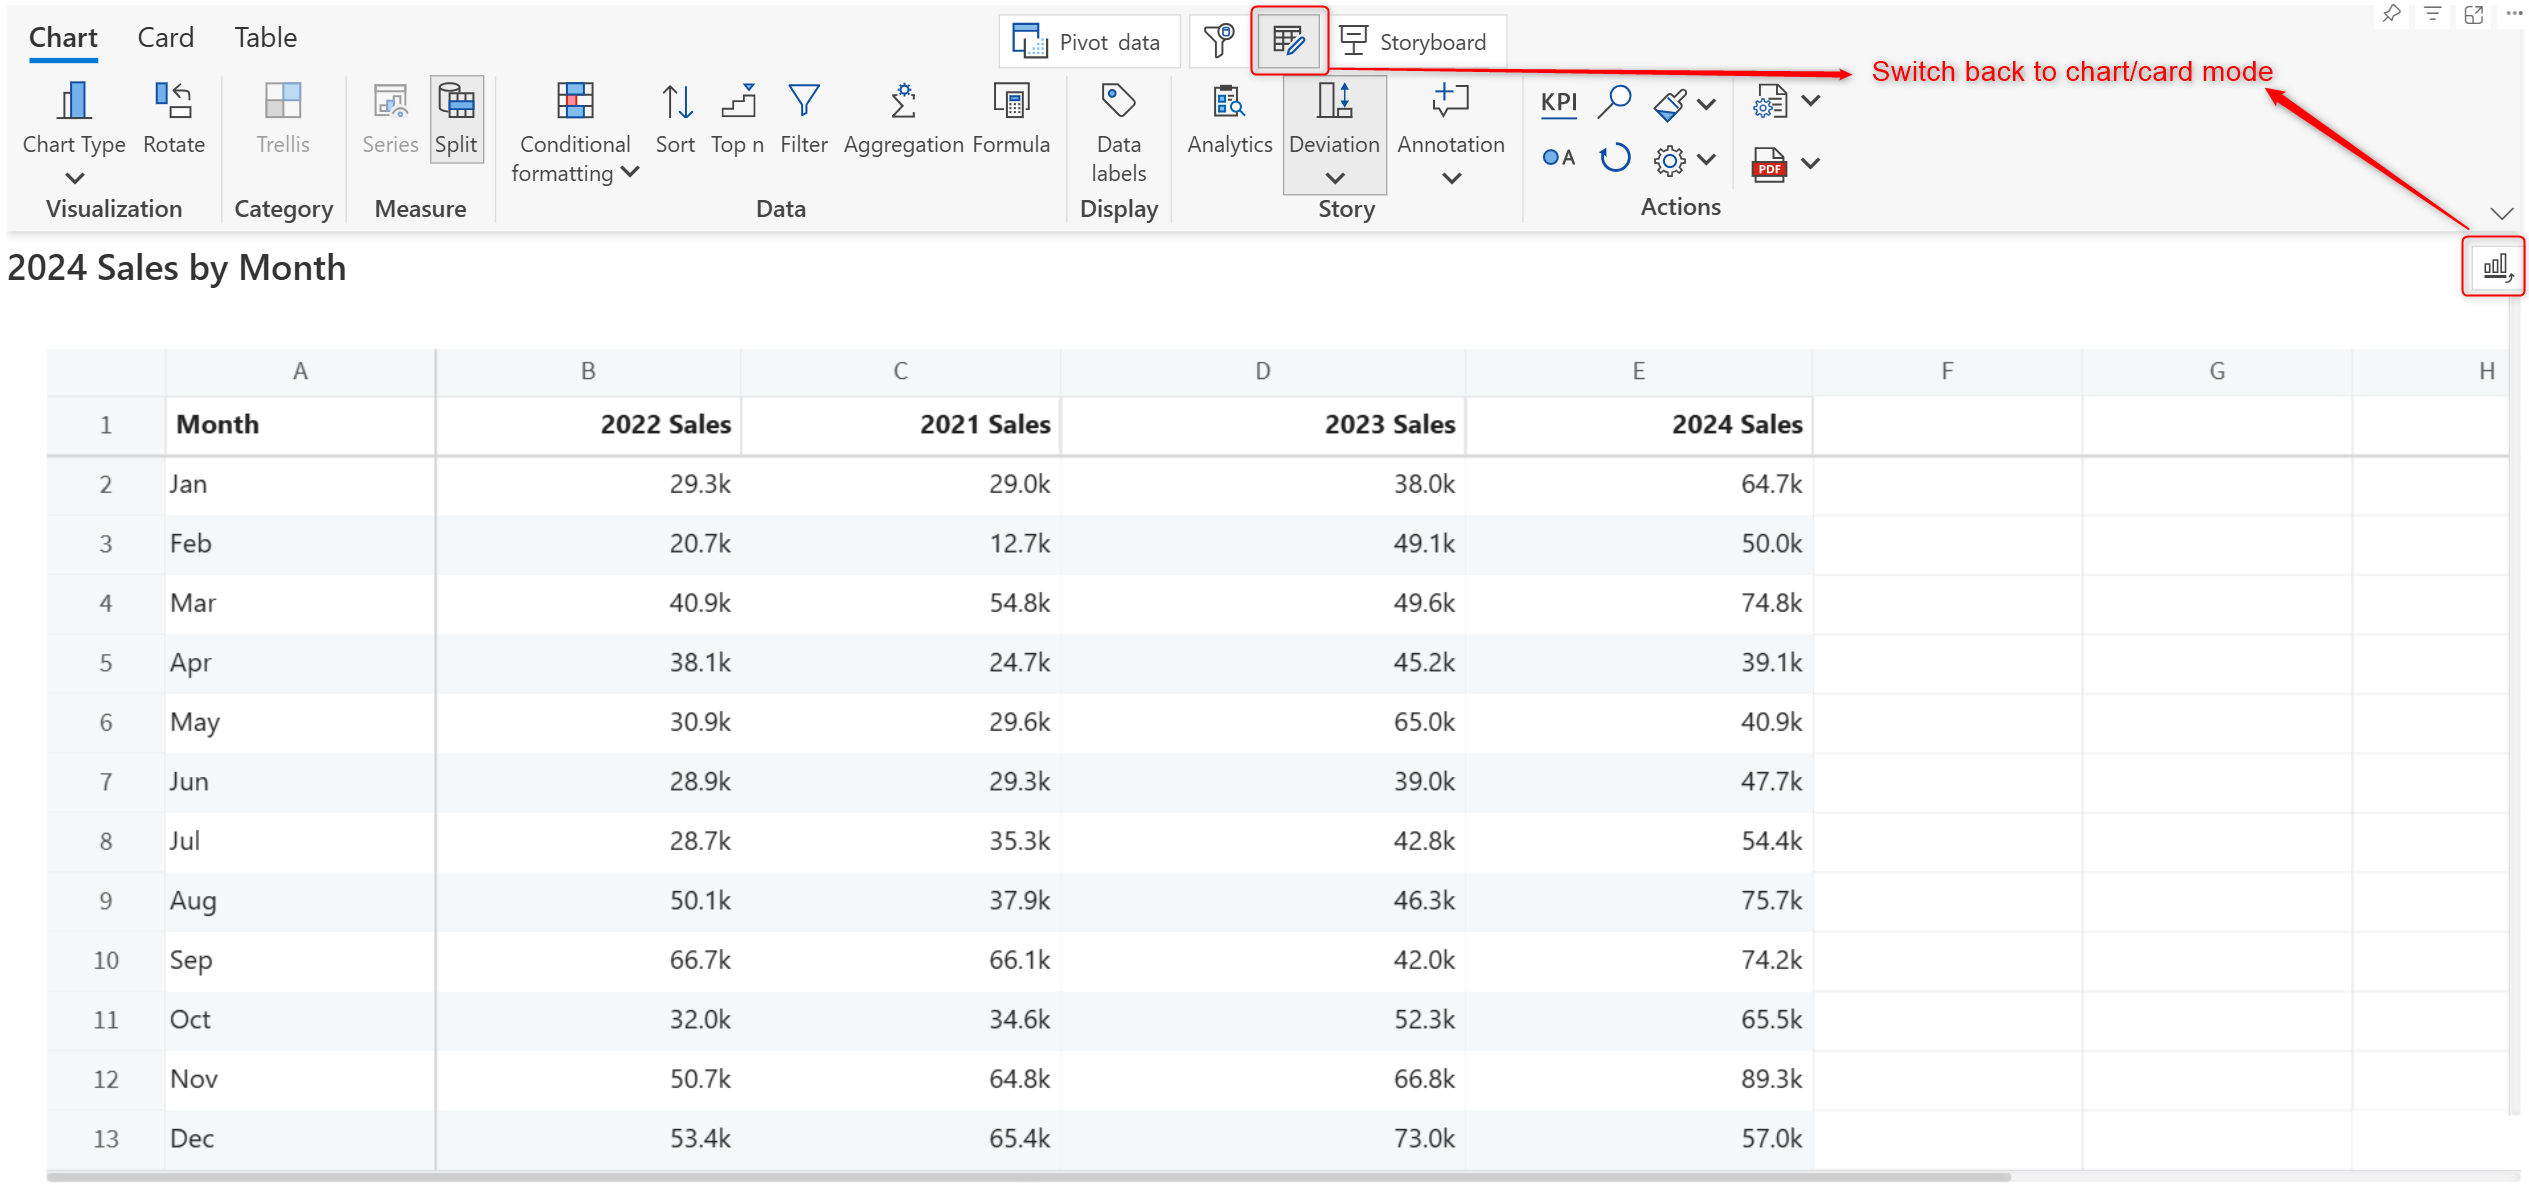 Chart Card Table
Pivot data Storyboard
Switch back to chart/card mode
Chart Type Rotate Trellis Series Split Conditional formatting Sort Top n Filter Aggregation Formula Data labels Analytics Deviation Annotation KPI
A
PDF
Visualization Category Measure Data Display Story Actions
2024 Sales by Month
A B C D E F G H
1 Month 2022 Sales 2021 Sales 2023 Sales 2024 Sales
2 Jan 29.3k 29.0k 38.0k 64.7k
3 Feb 20.7k 12.7k 49.1k 50.0k
4 Mar 40.9k 54.8k 49.6k 74.8k
5 Apr 38.1k 24.7k 45.2k 39.1k
6 May 30.9k 29.6k 65.0k 40.9k
7 Jun 28.9k 29.3k 39.0k 47.7k
8 Jul 28.7k 35.3k 42.8k 54.4k
9 Aug 50.1k 37.9k 46.3k 75.7k
10 Sep 66.7k 66.1k 42.0k 74.2k
11 Oct 32.0k 34.6k 52.3k 65.5k
12 Nov 50.7k 64.8k 66.8k 89.3k
13 Dec 53.4k 65.4k 73.0k 57.0k